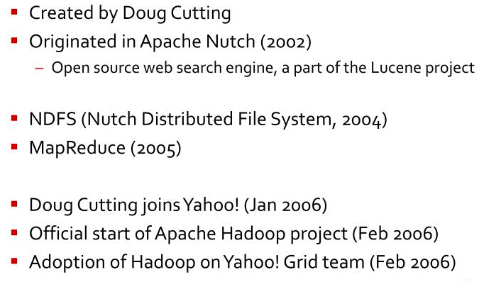 ▪ Created by Doug Cutting
▪ Originated in Apache Nutch (2002)
– Open source web search engine, a part of the Lucene project
▪ NDFS (Nutch Distributed File System, 2004)
▪ MapReduce (2005)
▪ Doug Cutting joins Yahoo! (Jan 2006)
▪ Official start of Apache Hadoop project (Feb 2006)
▪ Adoption of Hadoop on Yahoo! Grid team (Feb 2006)